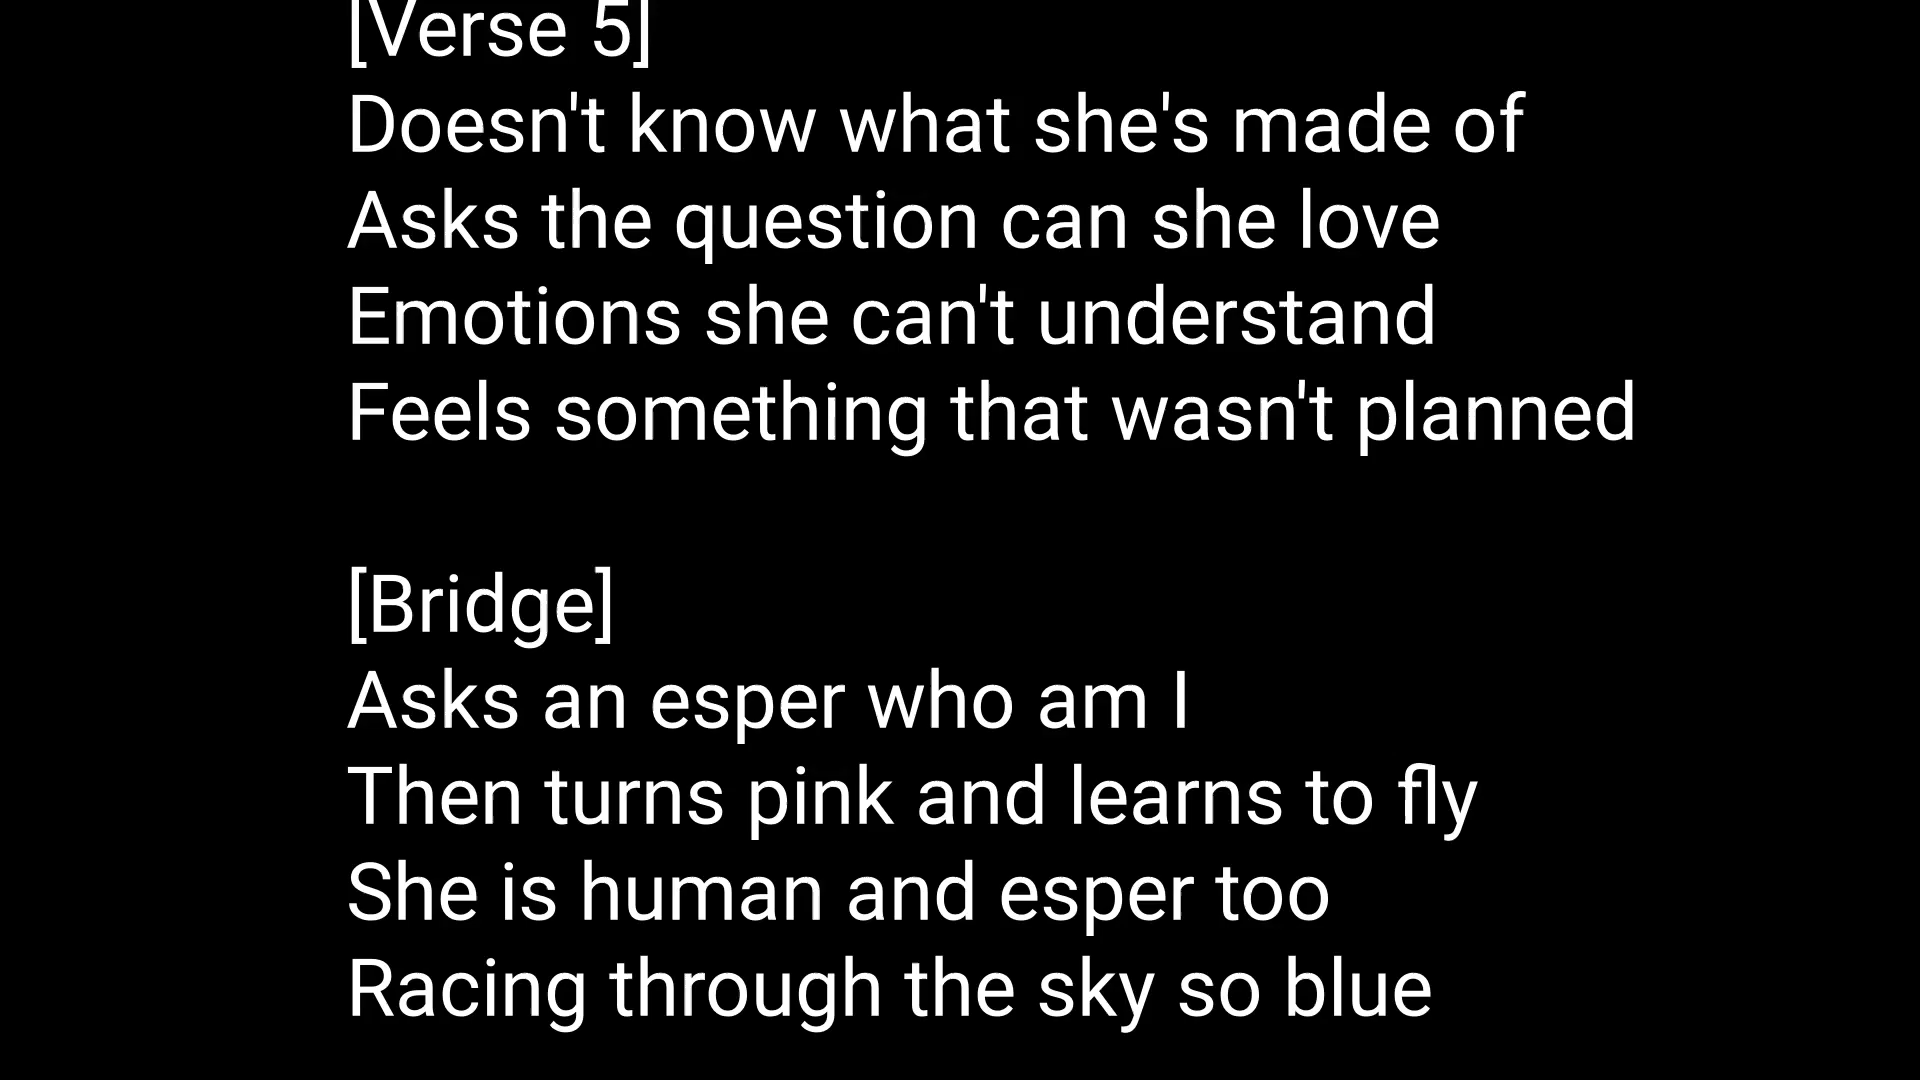 [Verse 5]
Doesn't know what she's made of
Asks the question can she love
Emotions she can't understand
Feels something that wasn't planned
[Bridge]
Asks an esper who am I
Then turns pink and learns to fly
She is human and esper too
Racing through the sky so blue